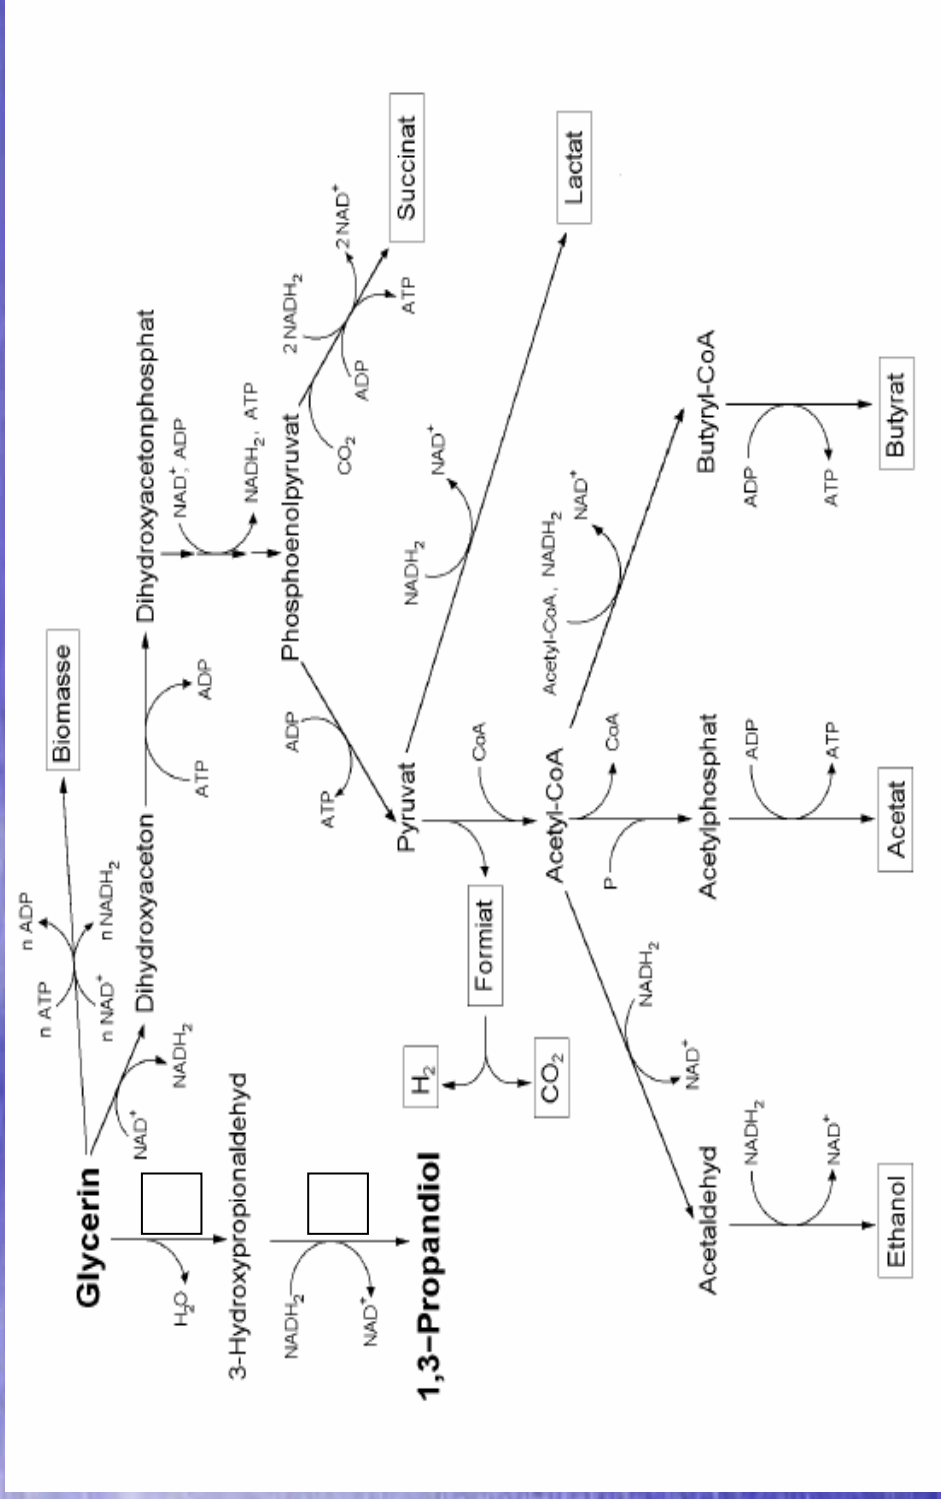 Glycerin
Biomasse
n ATP
n ADP
n NAD⁺
n NADH₂
NAD⁺
NADH₂
Dihydroxyaceton
ATP
ADP
Dihydroxyacetonphosphat
NAD⁺, ADP
NADH₂, ATP
Phosphoenolpyruvat
CO₂
2 NADH₂
2 NAD⁺
ADP
ATP
Succinat
ADP
ATP
Pyruvat
NADH₂
NAD⁺
Lactat
CoA
Formiat
H₂
CO₂
Acetyl-CoA
Acetyl-CoA, NADH₂
NAD⁺
Butyryl-CoA
ADP
ATP
Butyrat
P
CoA
Acetylphosphat
ADP
ATP
Acetat
NADH₂
NAD⁺
Acetaldehyd
NADH₂
NAD⁺
Ethanol
H₂O
3-Hydroxypropionaldehyd
NADH₂
NAD⁺
1,3-Propandiol